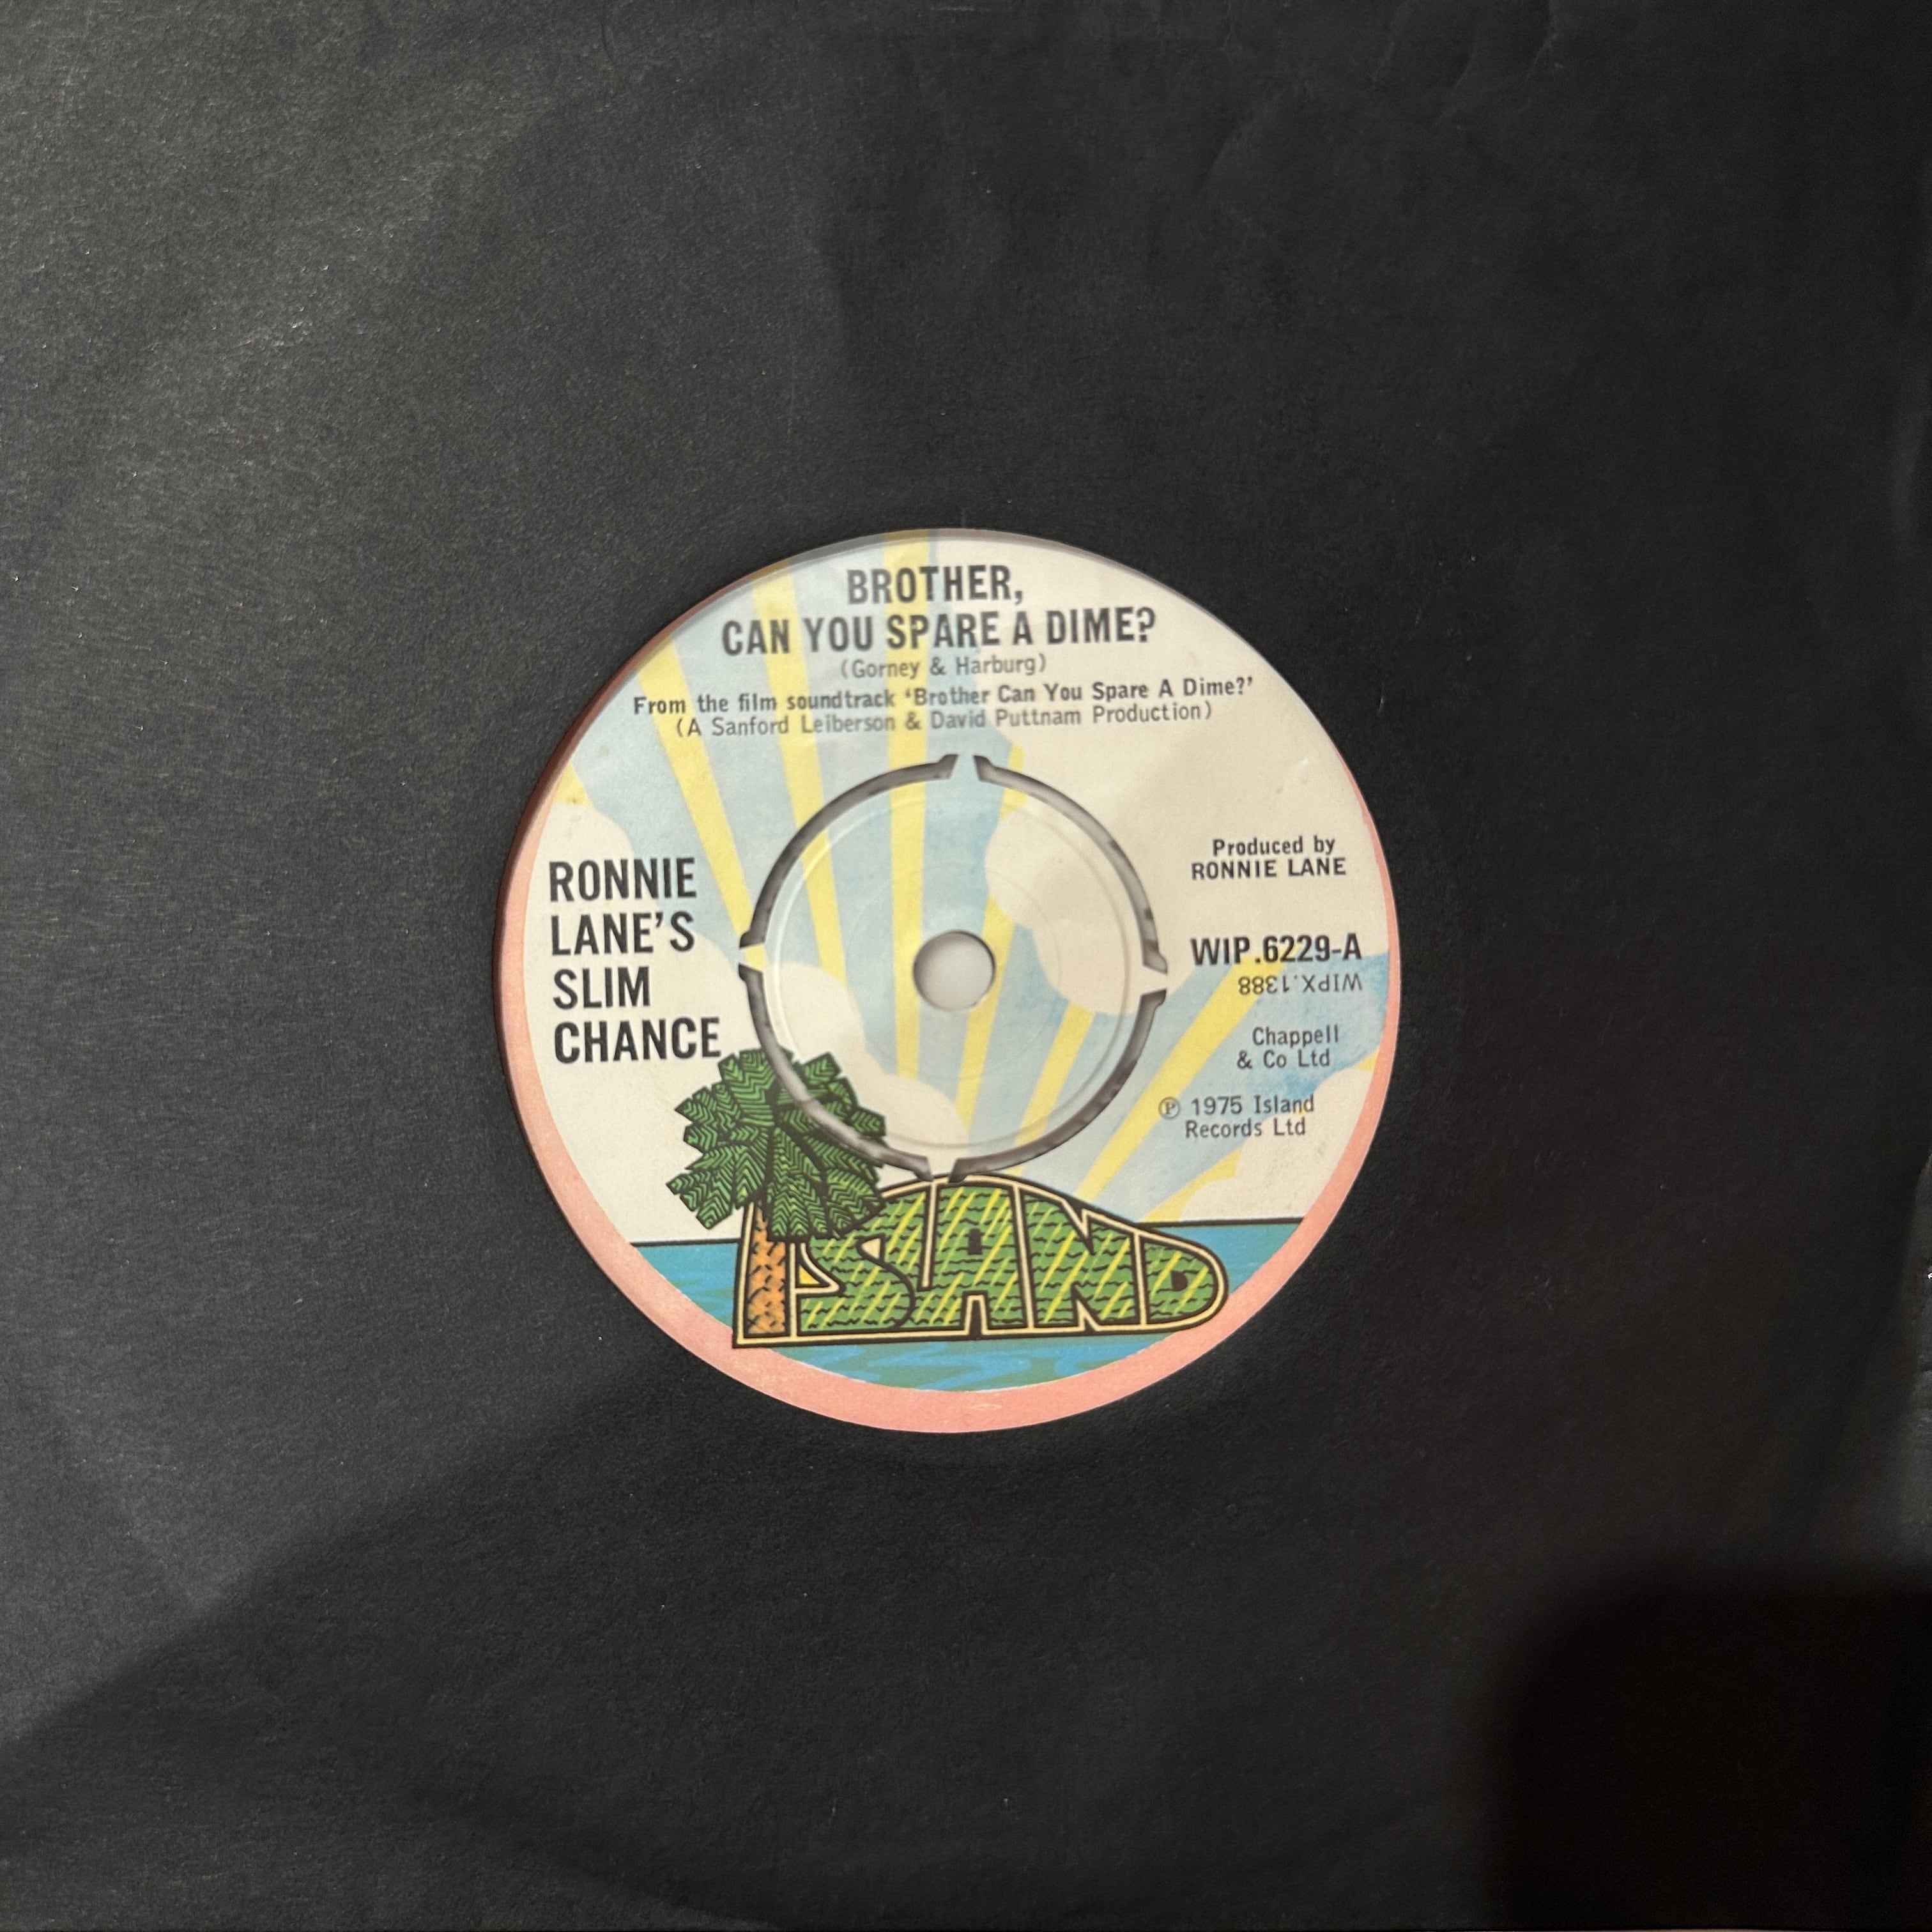 BROTHER,
CAN YOU SPARE A DIME?
(Gorney & Harburg)
From the film soundtrack ‘Brother Can You Spare A Dime?’
(A Sanford Leiberson & David Puttnam Production)
RONNIE
LANE’S
SLIM
CHANCE
Produced by
RONNIE LANE
WIP.6229-A
WIPX.1388
Chappell
& Co Ltd
℗ 1975 Island
Records Ltd
ISLAND